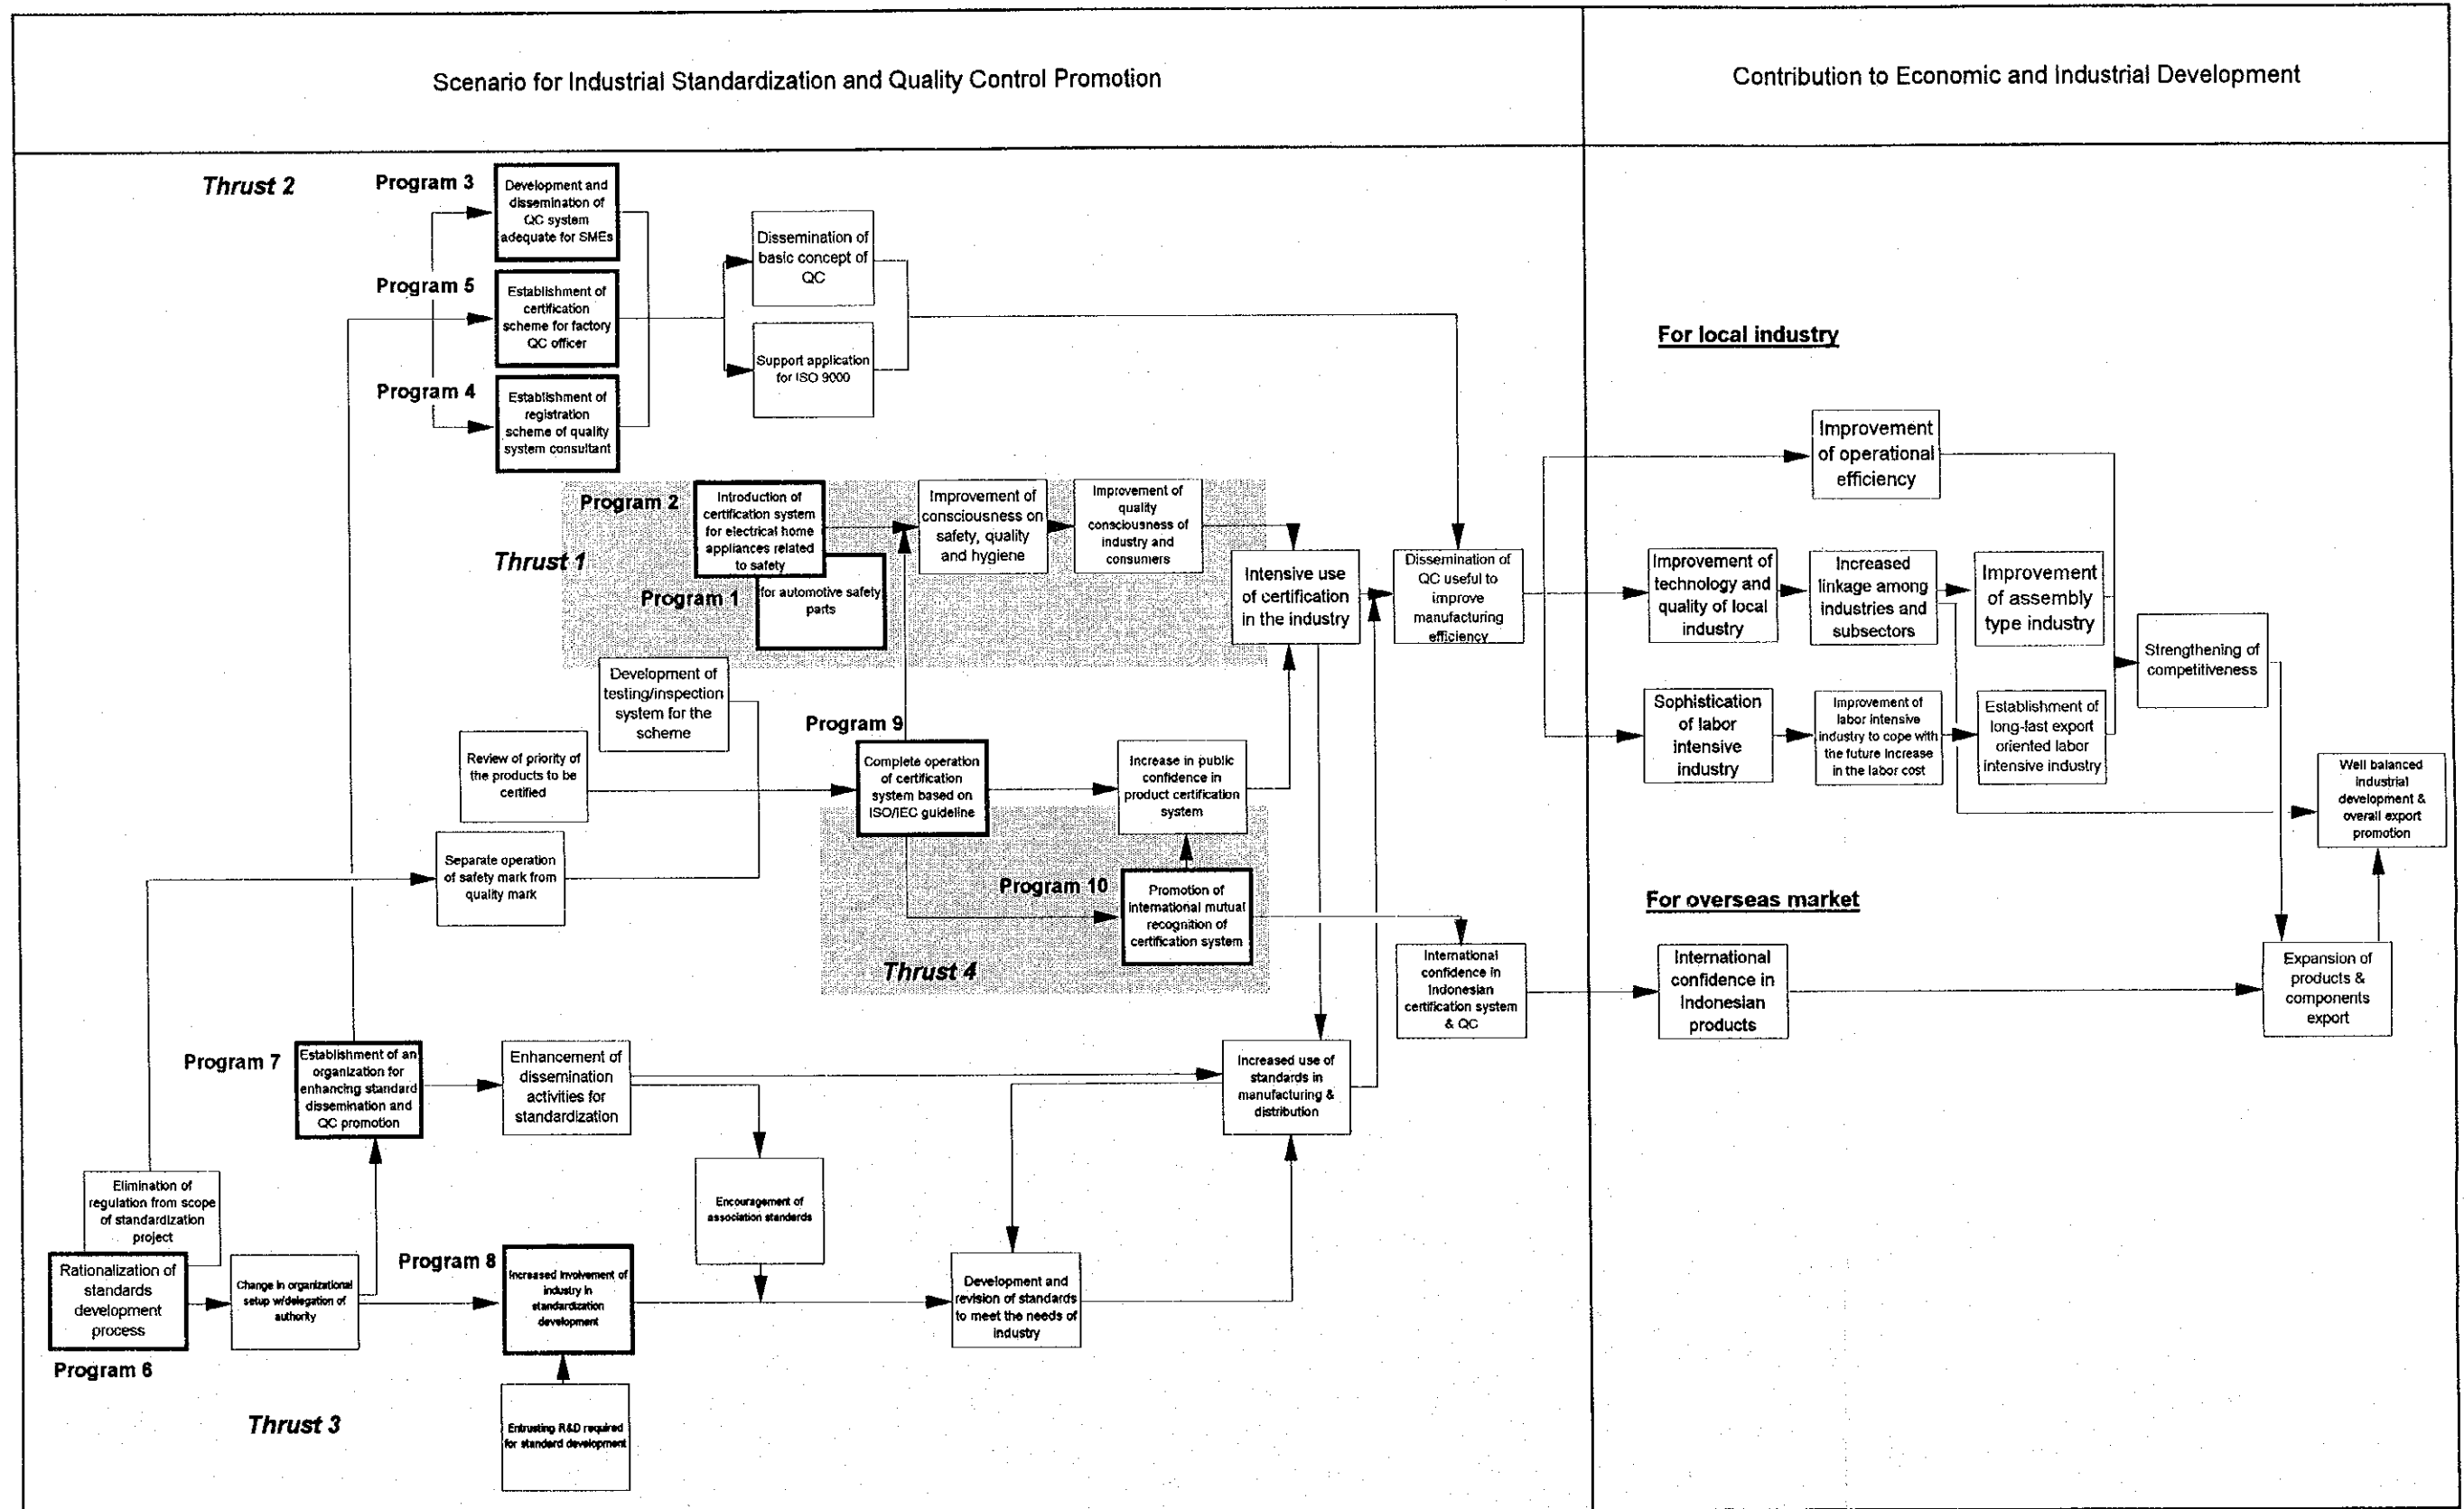 Scenario for Industrial Standardization and Quality Control Promotion
Contribution to Economic and Industrial Development
Thrust 2
Program 3
Development and
dissemination of
QC system
adequate for SMEs
Program 5
Establishment of
certification
scheme for factory
QC officer
Program 4
Establishment of
registration
scheme of quality
system consultant
Dissemination of
basic concept of
QC
Support application
for ISO 9000
Thrust 1
Program 2
Introduction of
certification system
for electrical home
appliances related
to safety
Program 1
for automotive safety
parts
Improvement of
consciousness on
safety, quality
and hygiene
Improvement of
quality
consciousness of
industry and
consumers
Intensive use
of certification
in the industry
Dissemination of
QC useful to
improve
manufacturing
efficiency
Development of
testing/inspection
system for the
scheme
Review of priority of
the products to be
certified
Separate operation
of safety mark from
quality mark
Program 9
Complete operation
of certification
system based on
ISO/IEC guideline
Increase in public
confidence in
product certification
system
Program 10
Promotion of
international mutual
recognition of
certification system
Thrust 4
International
confidence in
Indonesian
certification system
& QC
Program 7
Establishment of an
organization for
enhancing standard
dissemination and
QC promotion
Enhancement of
dissemination
activities for
standardization
Increased use of
standards in
manufacturing &
distribution
Elimination of
regulation from scope
of standardization
project
Rationalization of
standards
development
process
Program 6
Change in organizational
setup w/delegation of
authority
Program 8
Increased involvement of
industry in
standardization
development
Encouragement of
association standards
Development and
revision of standards
to meet the needs of
industry
Entrusting R&D required
for standard development
Thrust 3
For local industry
Improvement
of operational
efficiency
Improvement of
technology and
quality of local
industry
Increased
linkage among
industries and
subsectors
Improvement
of assembly
type industry
Sophistication
of labor
intensive
industry
Improvement of
labor intensive
industry to cope with
the future increase
in the labor cost
Establishment of
long-last export
oriented labor
intensive industry
Strengthening of
competitiveness
Well balanced
industrial
development &
overall export
promotion
For overseas market
International
confidence in
Indonesian
products
Expansion of
products &
components
export